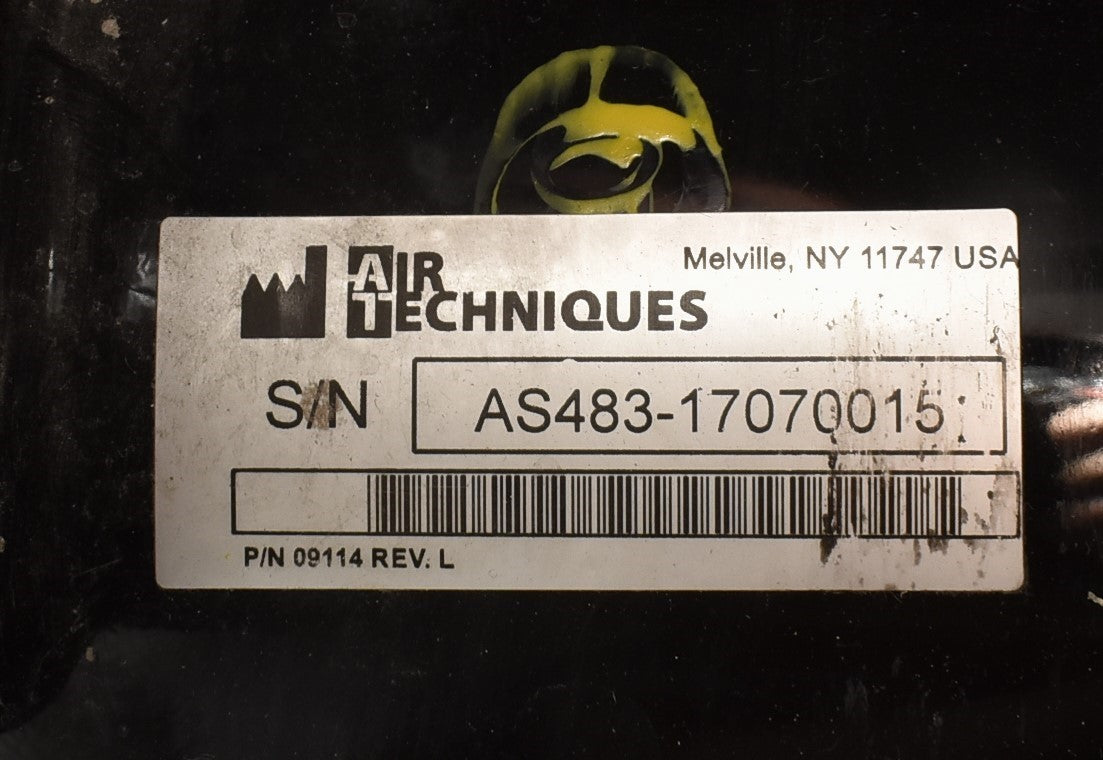 AIR
TECHNIQUES
Melville, NY 11747 USA
S/N AS483-17070015
P/N 09114 REV. L